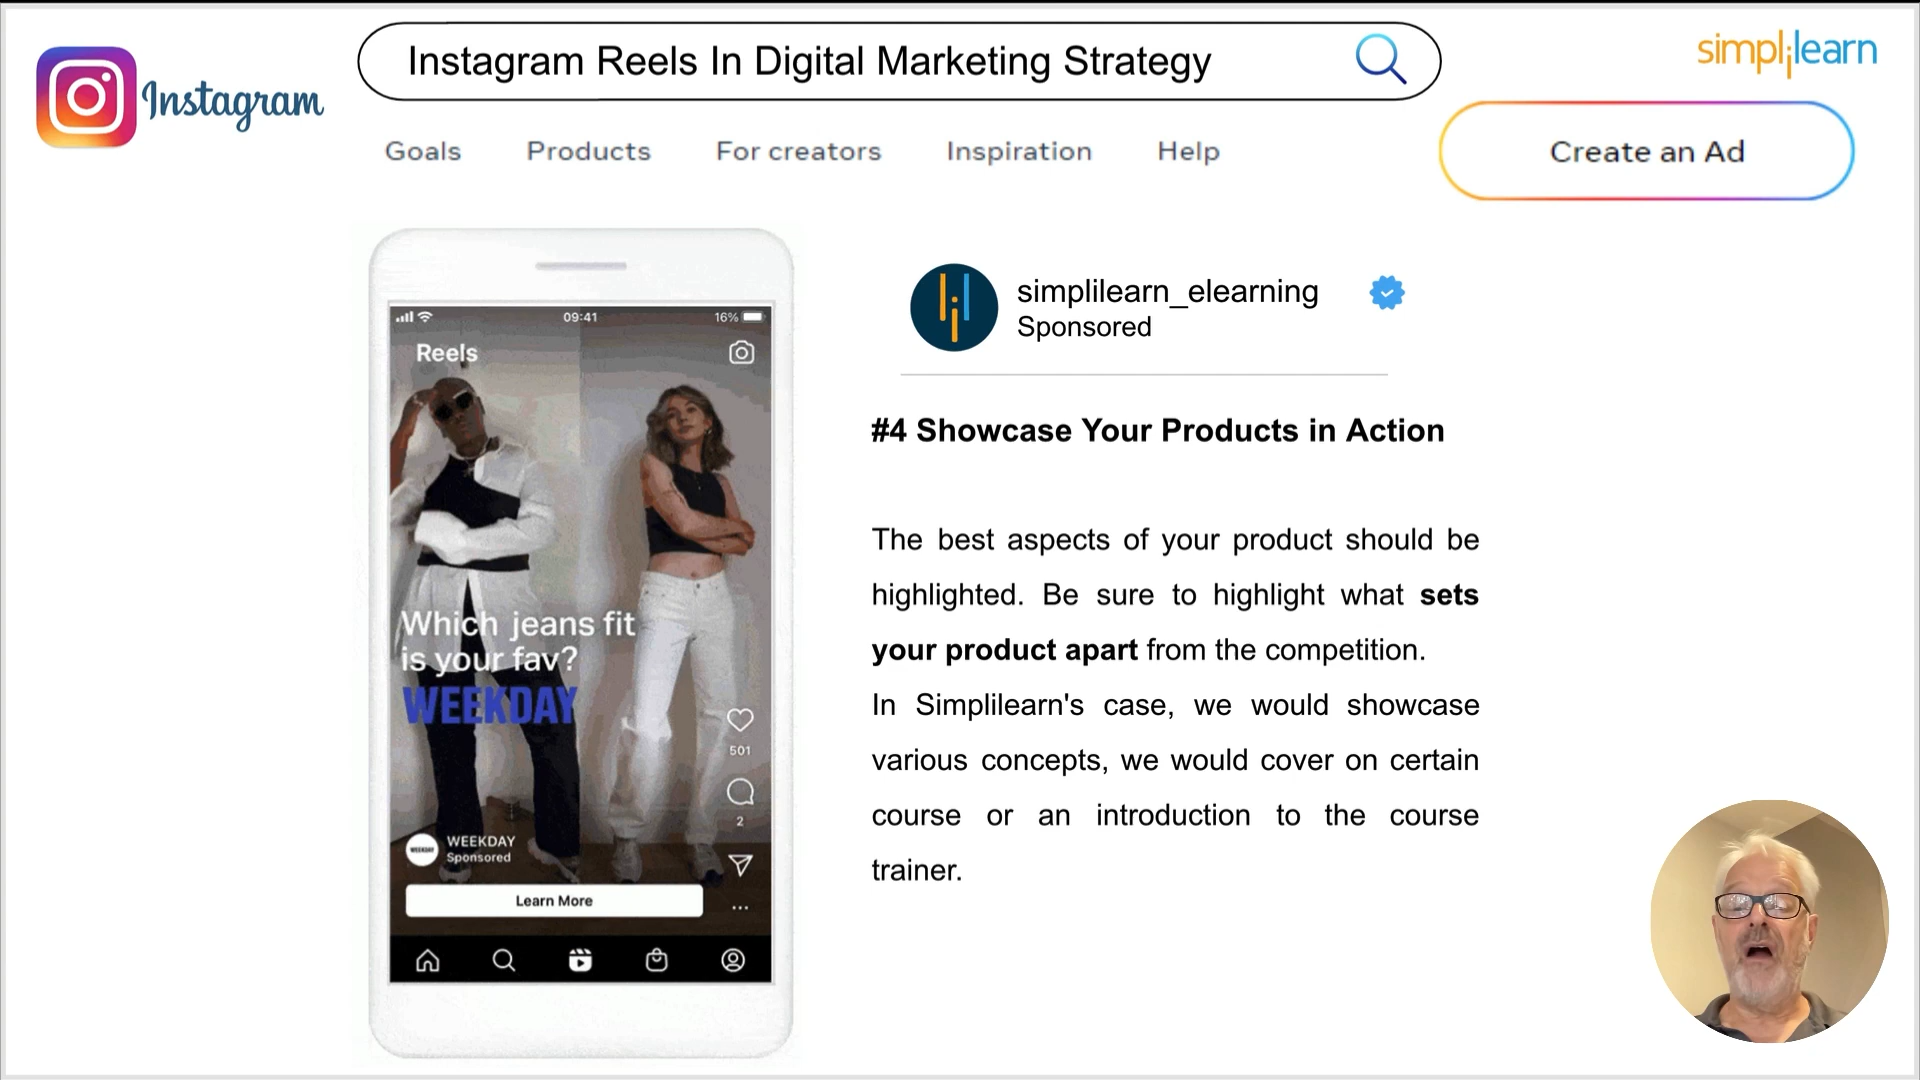 Instagram
Instagram Reels In Digital Marketing Strategy
simplilearn
Goals Products For creators Inspiration Help
Create an Ad
09:41
16%
Reels
Which jeans fit
is your fav?
WEEKDAY
501
2
WEEKDAY
WEEKDAY
Sponsored
Learn More
simplilearn_elearning
Sponsored
#4 Showcase Your Products in Action
The best aspects of your product should be
highlighted. Be sure to highlight what sets
your product apart from the competition.
In Simplilearn's case, we would showcase
various concepts, we would cover on certain
course or an introduction to the course
trainer.